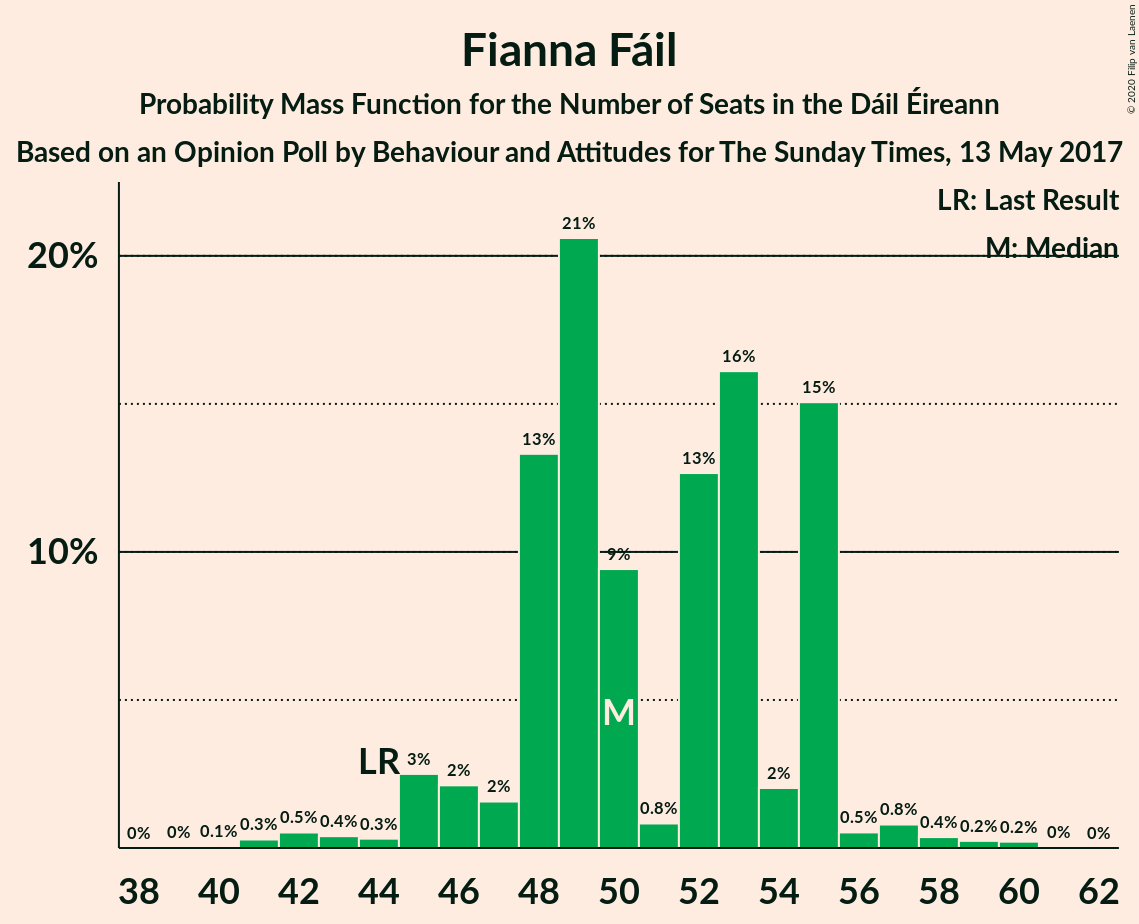 © 2020 Filip van Laenen
Fianna Fáil
Probability Mass Function for the Number of Seats in the Dáil Éireann
Based on an Opinion Poll by Behaviour and Attitudes for The Sunday Times, 13 May 2017
LR: Last Result
M: Median
20%
10%
0% 0% 0.1% 0.3% 0.5% 0.4% 0.3% LR 3% 2% 2% 13% 21% 9% M 0.8% 13% 16% 2% 15% 0.5% 0.8% 0.4% 0.2% 0.2% 0% 0%
38 40 42 44 46 48 50 52 54 56 58 60 62